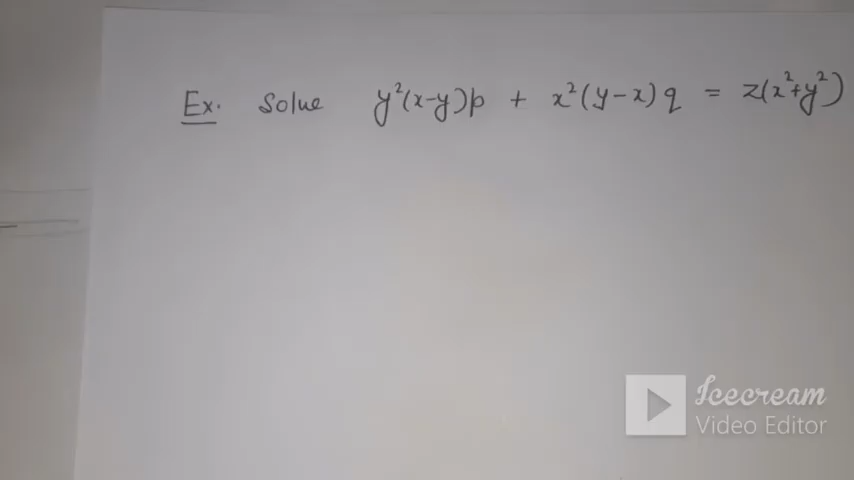 Ex. Solve y²(x-y)p + x²(y-x)q = z(x²+y²)
Icecream
Video Editor